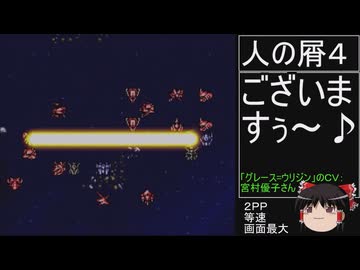 人の屑４
ございま
すぅ～♪
「グレース=ウリジン」のCV：
宮村優子さん
２PP
等速
画面最大